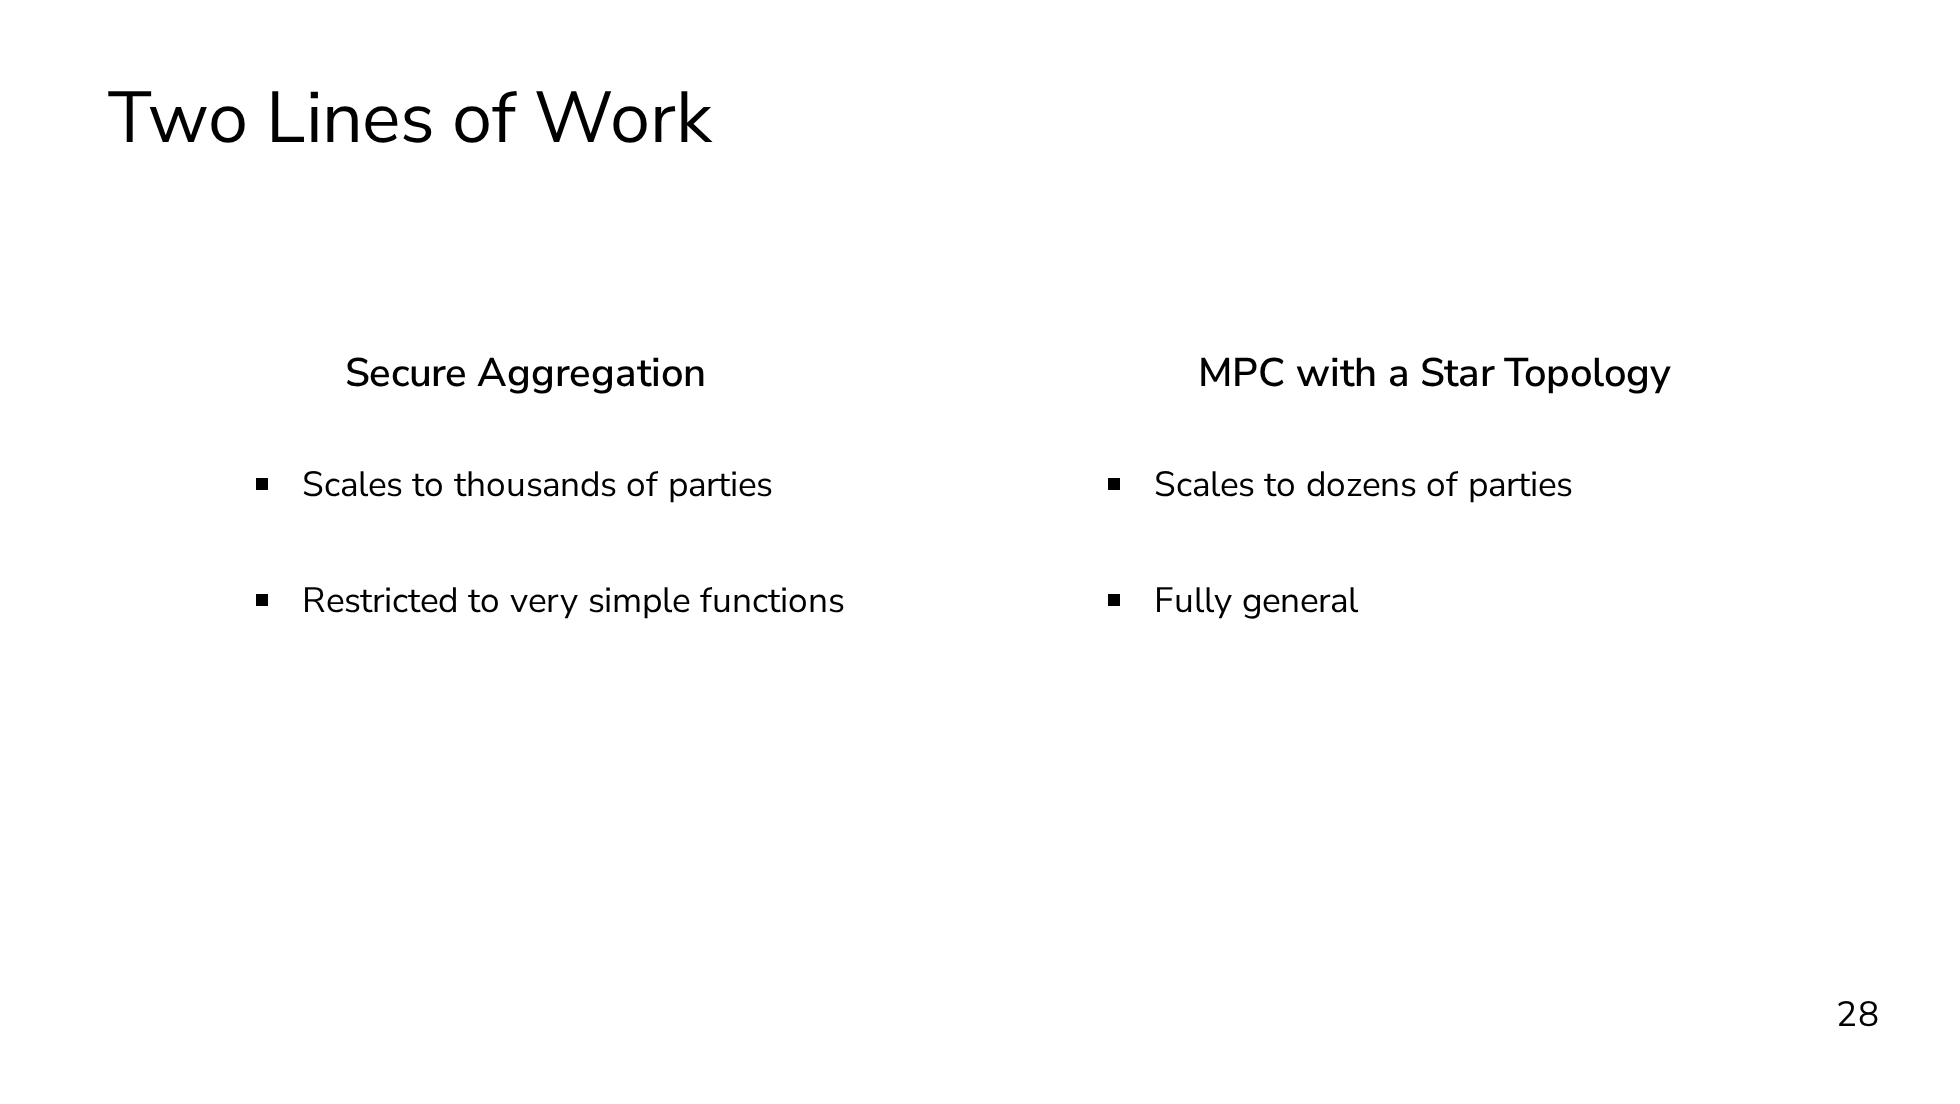 Two Lines of Work
Secure Aggregation
▪ Scales to thousands of parties
▪ Restricted to very simple functions
MPC with a Star Topology
▪ Scales to dozens of parties
▪ Fully general
28